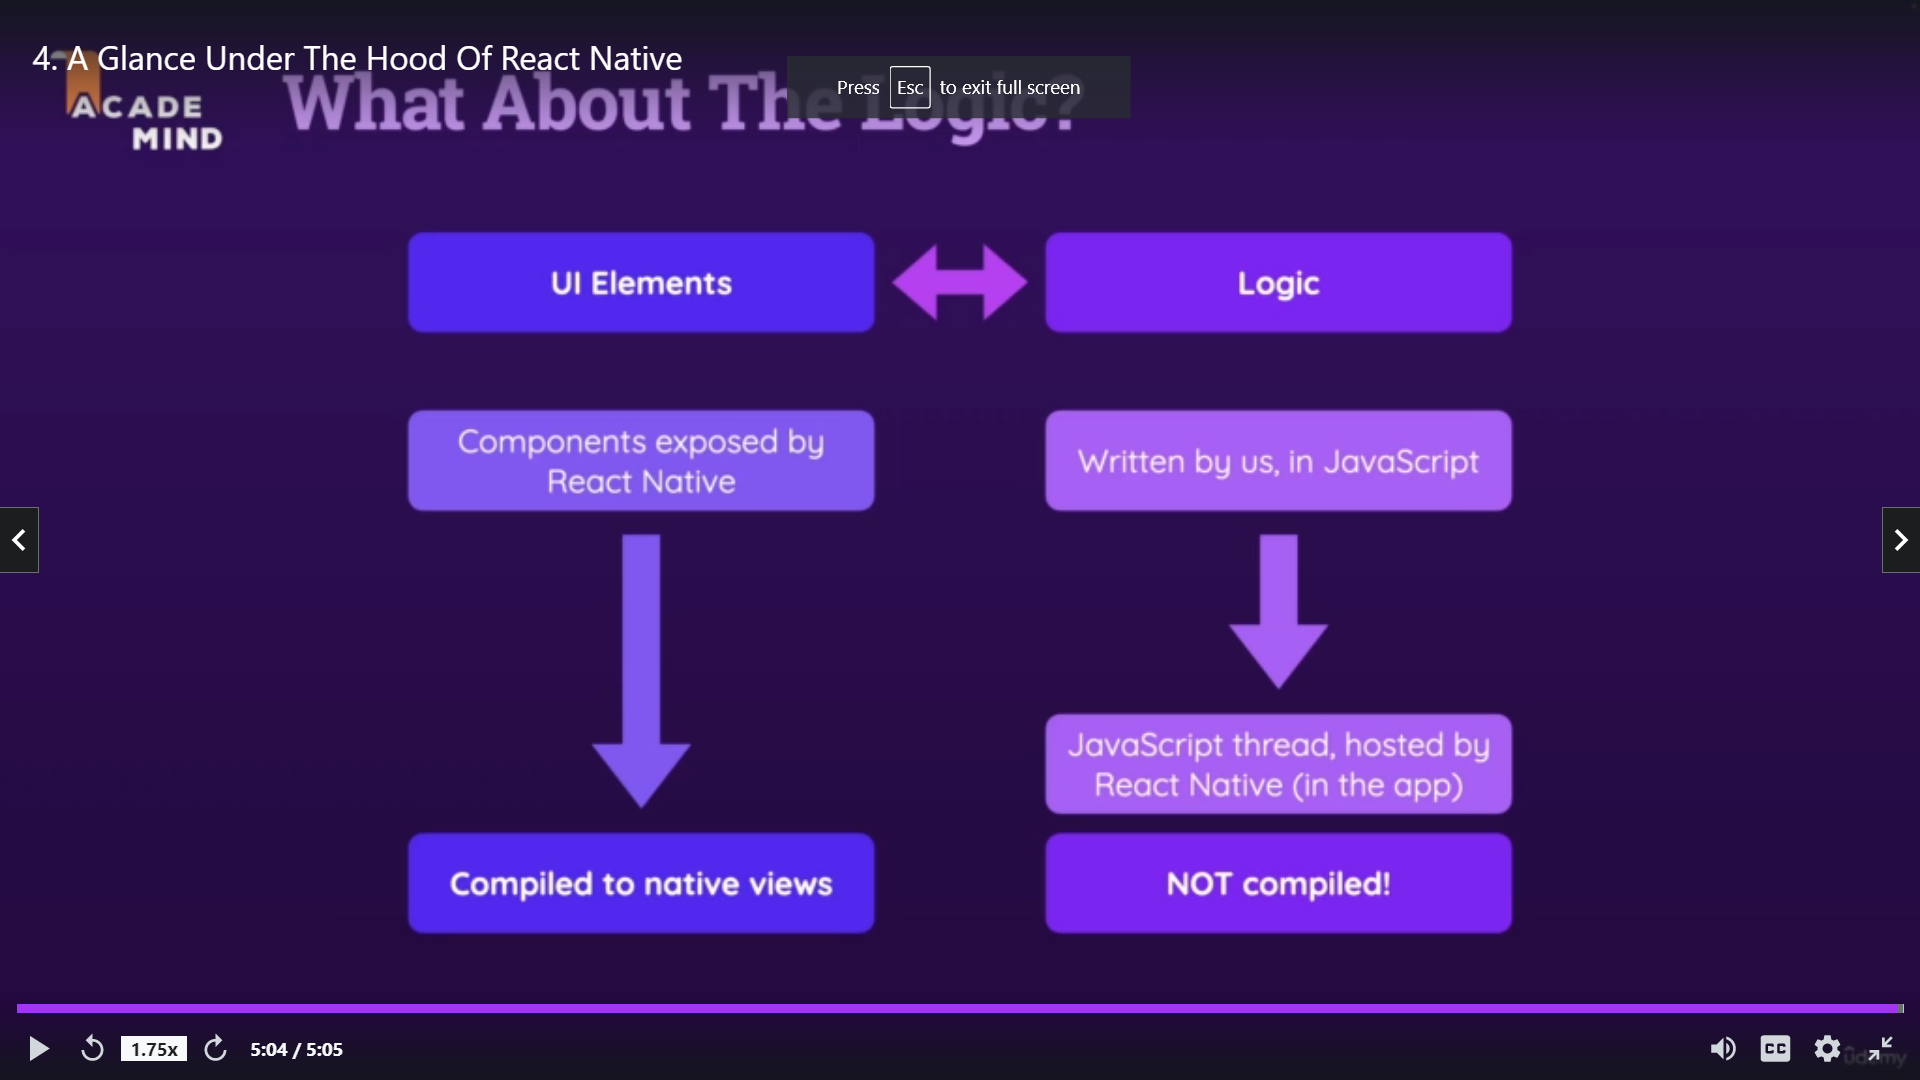 4. A Glance Under The Hood Of React Native
Press Esc to exit full screen
ACADE
MIND
What About The Logic?
UI Elements
Logic
Components exposed by
React Native
Written by us, in JavaScript
JavaScript thread, hosted by
React Native (in the app)
Compiled to native views
NOT compiled!
1.75x
5:04 / 5:05
CC
ûdemy